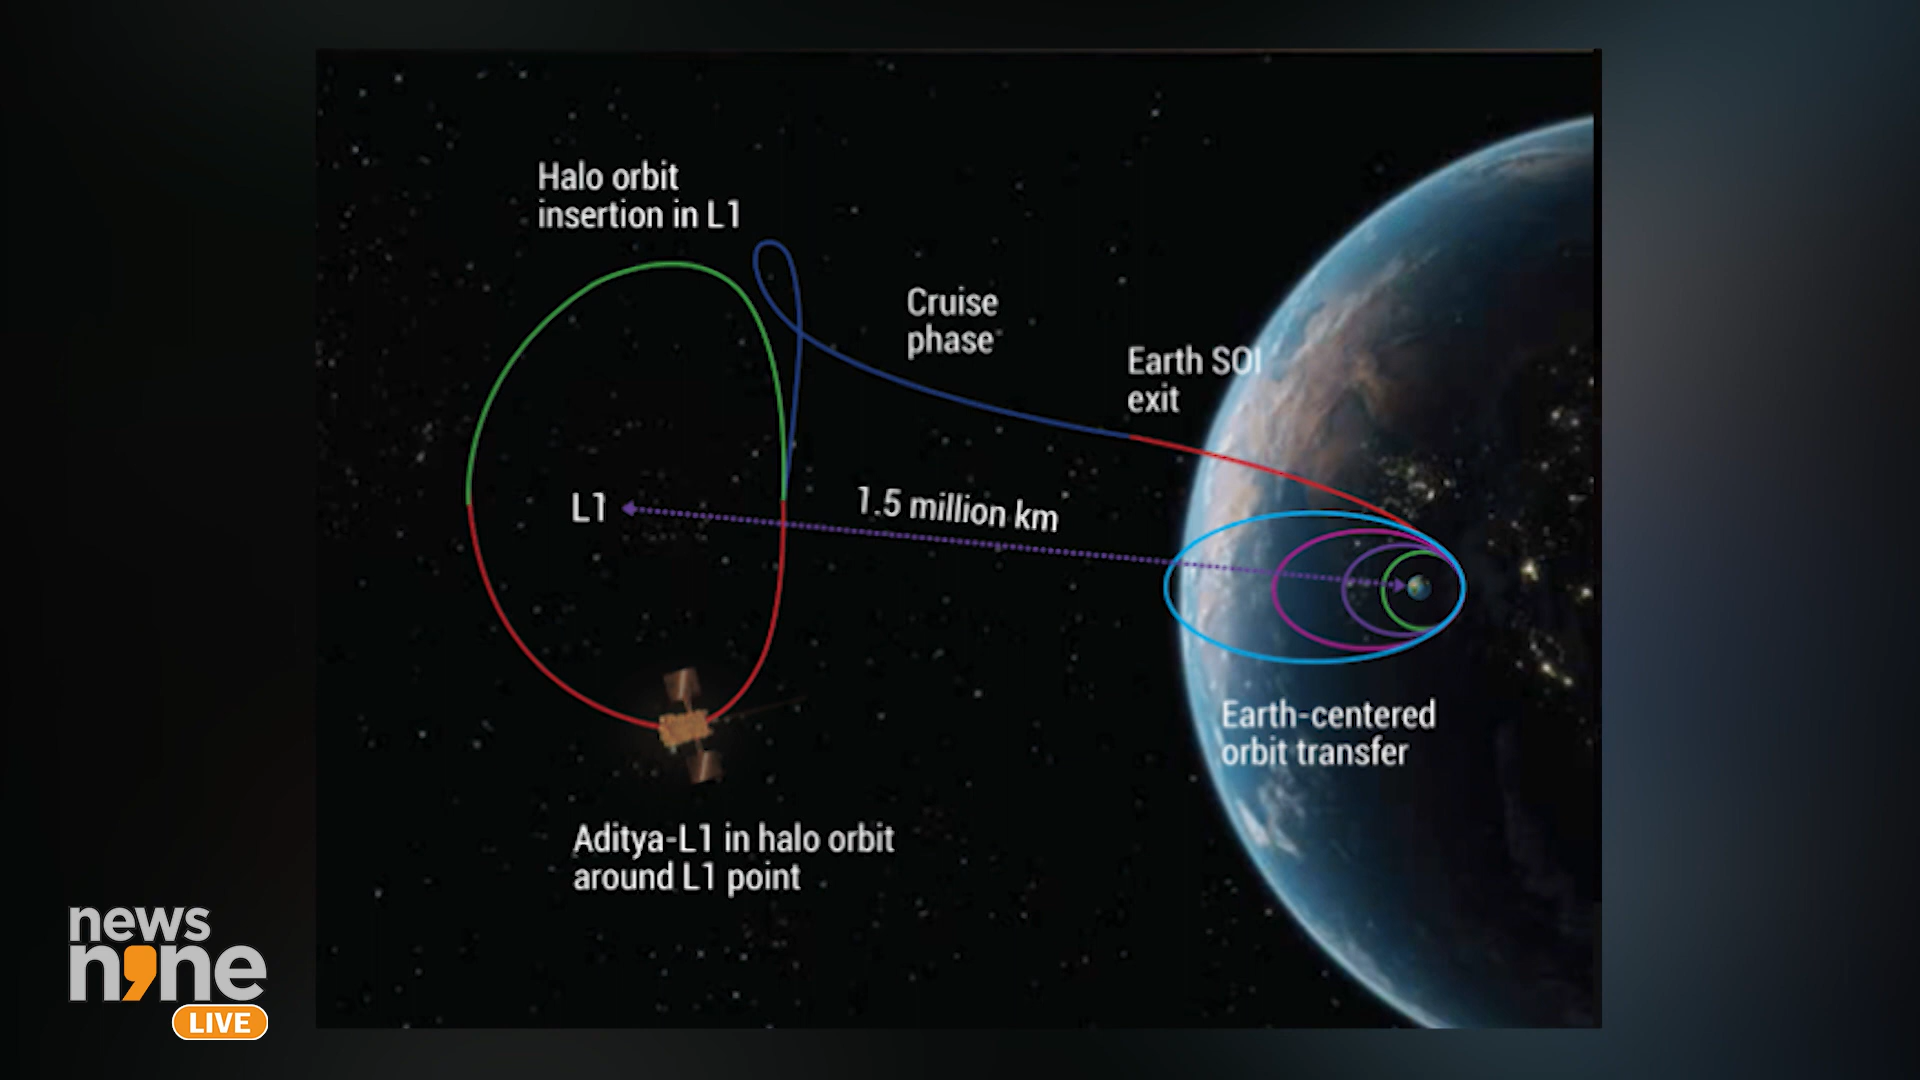 Halo orbit
insertion in L1
Cruise
phase
Earth SOI
exit
L1
1.5 million km
Earth-centered
orbit transfer
Aditya-L1 in halo orbit
around L1 point
news
n9ne
LIVE